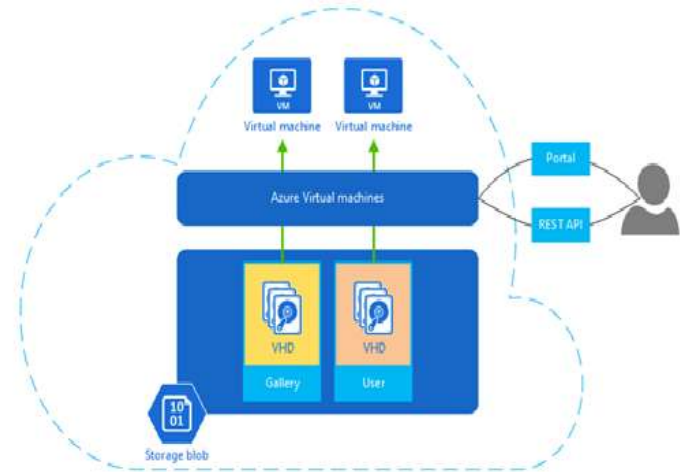 VM
VM
Virtual machine
Virtual machine
Portal
Azure Virtual machines
REST API
VHD
VHD
Gallery
User
10
01
Storage blob